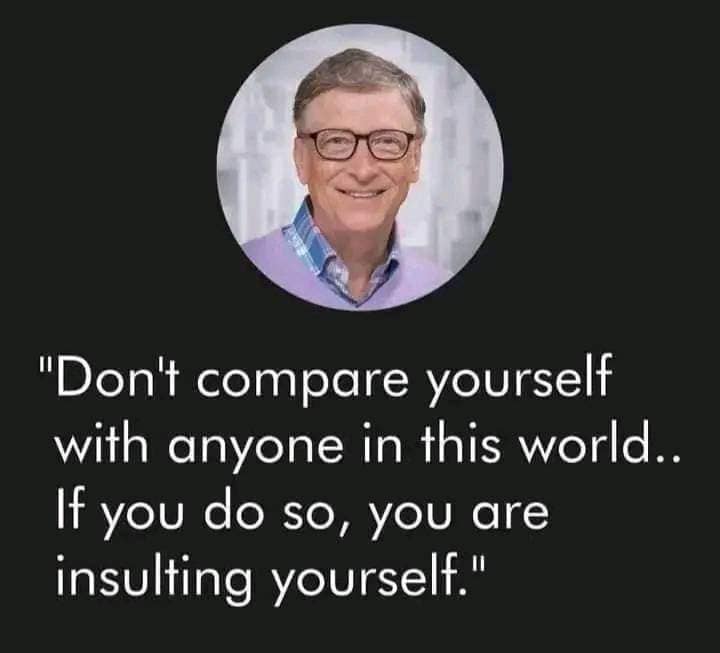 "Don't compare yourself
with anyone in this world..
If you do so, you are
insulting yourself."